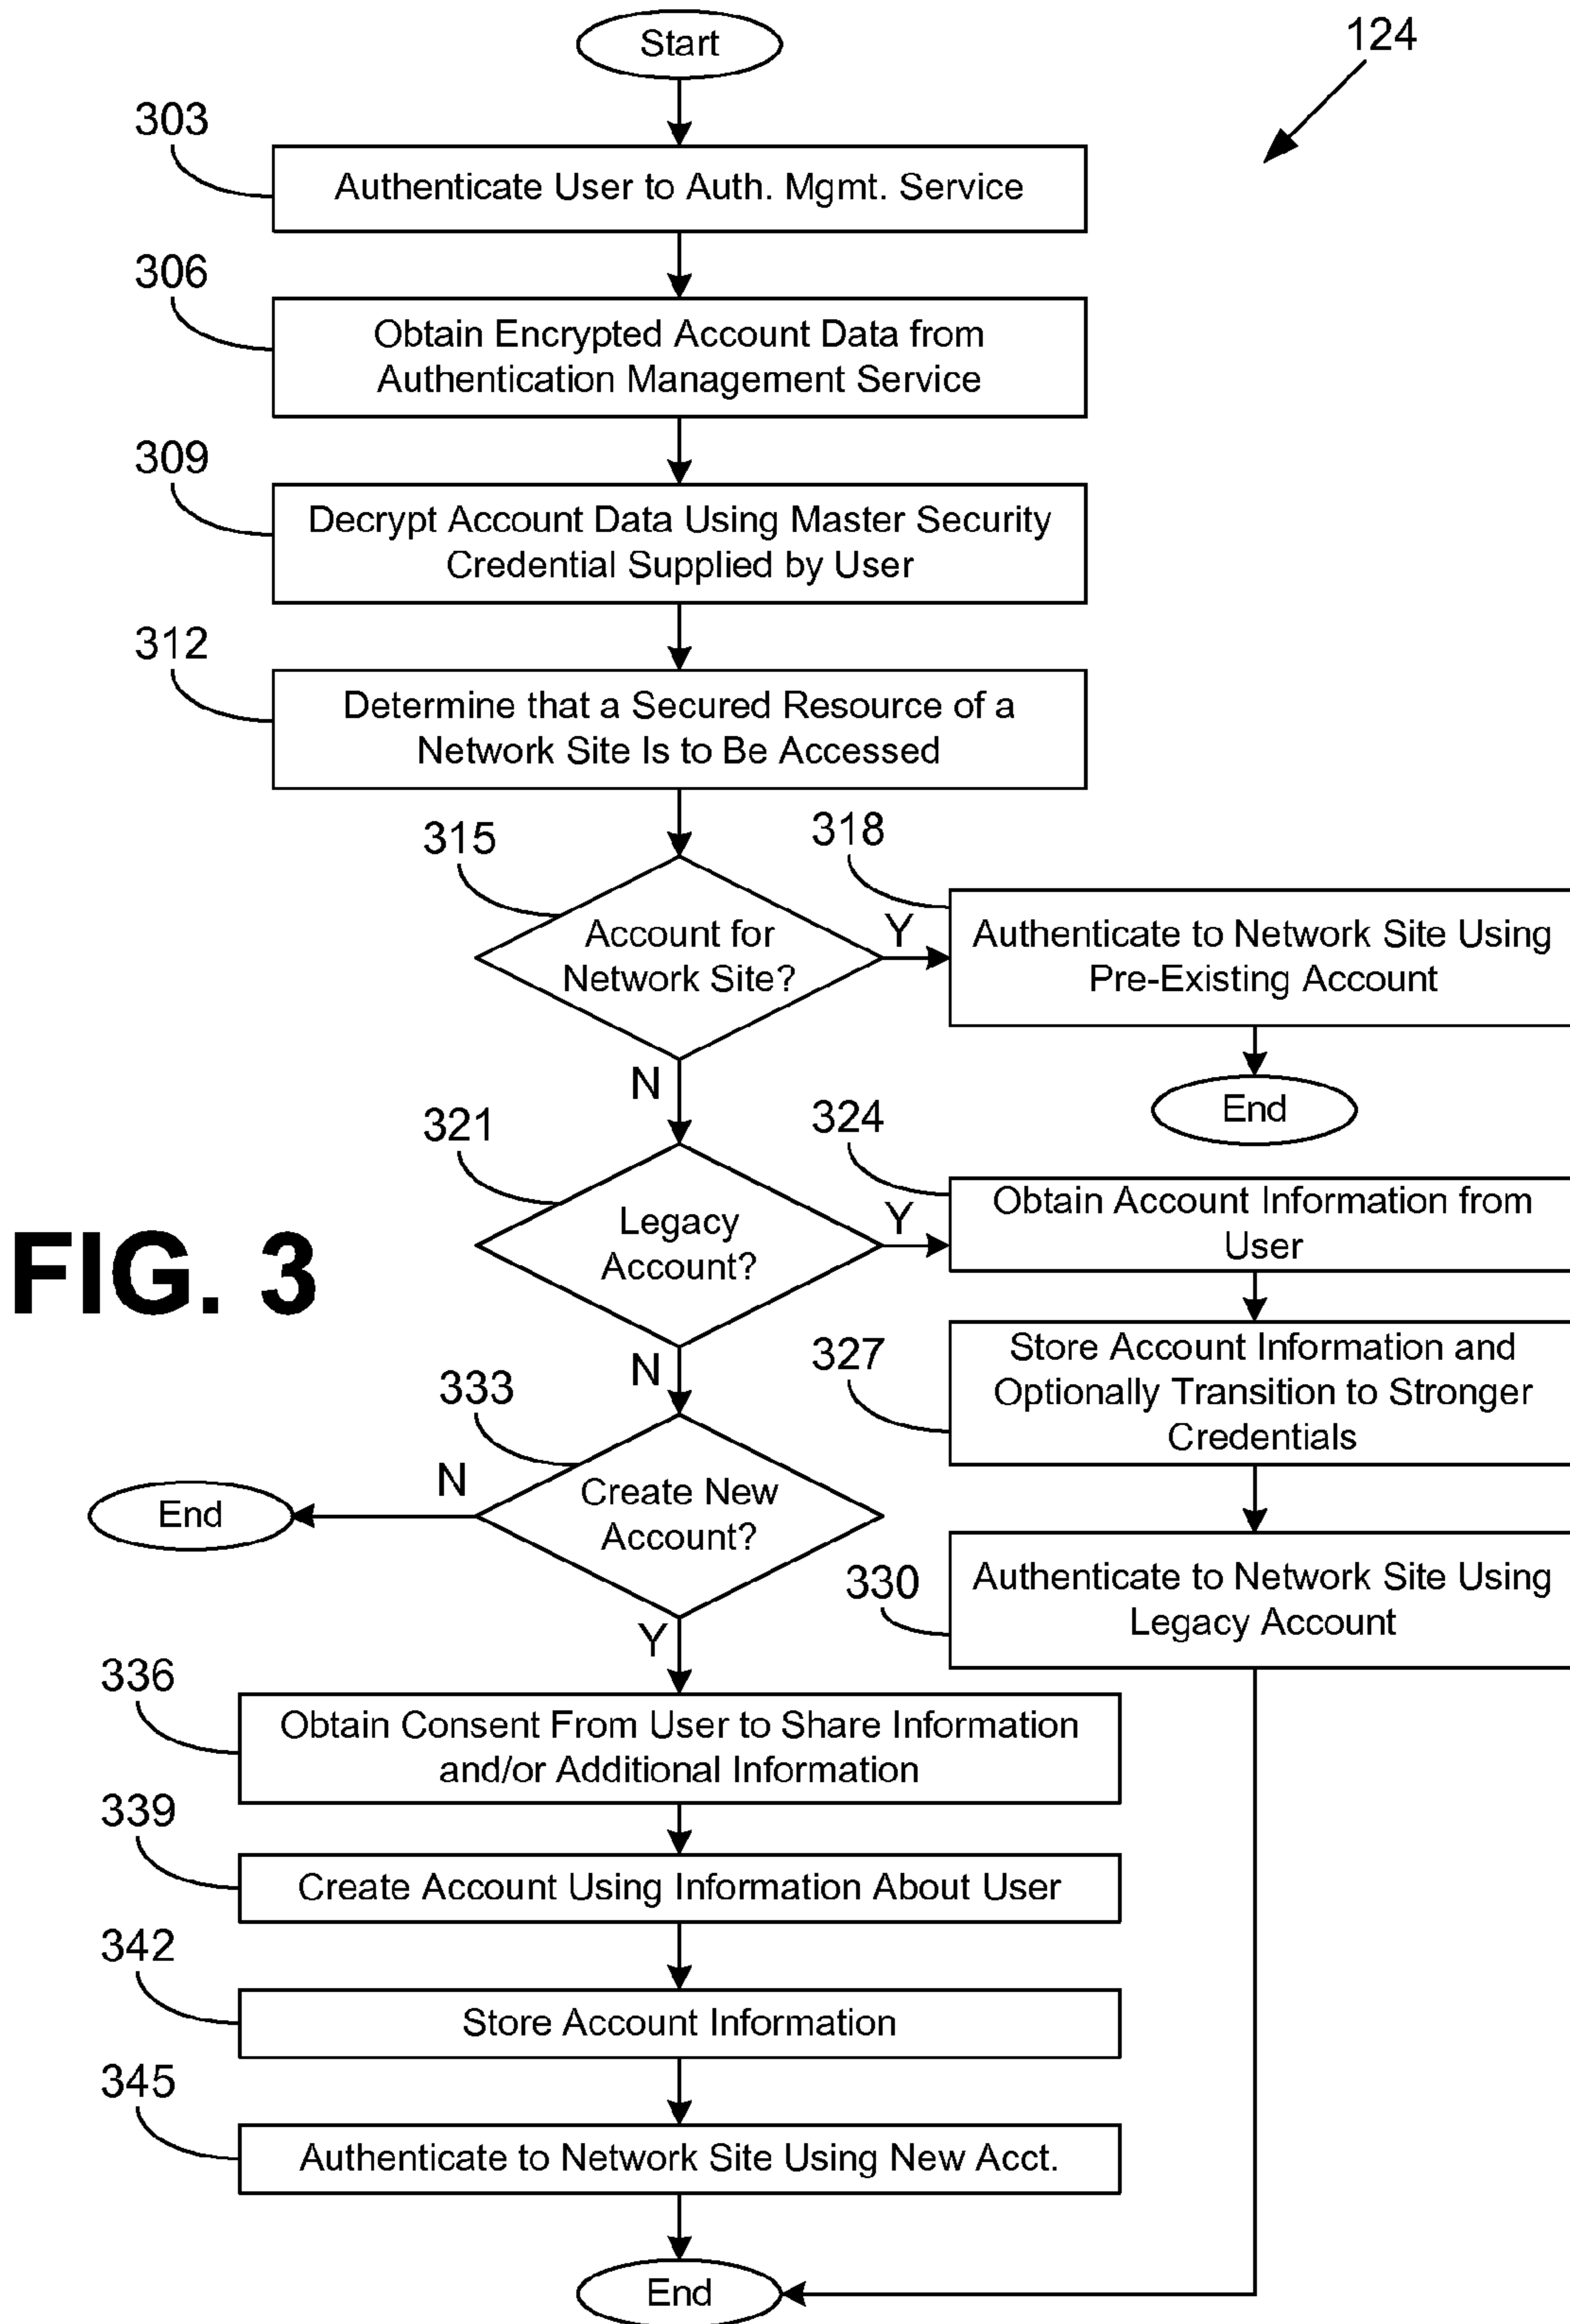 Start
124
303
Authenticate User to Auth. Mgmt. Service
306
Obtain Encrypted Account Data from
Authentication Management Service
309
Decrypt Account Data Using Master Security
Credential Supplied by User
312
Determine that a Secured Resource of a
Network Site Is to Be Accessed
315
Account for
Network Site?
Y
318
Authenticate to Network Site Using
Pre-Existing Account
End
N
321
Legacy
Account?
Y
324
Obtain Account Information from
User
327
Store Account Information and
Optionally Transition to Stronger
Credentials
330
Authenticate to Network Site Using
Legacy Account
FIG. 3
N
333
Create New
Account?
N
End
Y
336
Obtain Consent From User to Share Information
and/or Additional Information
339
Create Account Using Information About User
342
Store Account Information
345
Authenticate to Network Site Using New Acct.
End